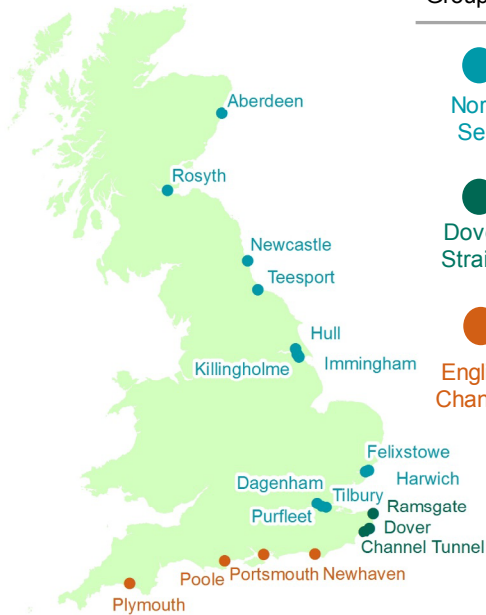 Group
Aberdeen
Rosyth
Newcastle
Teesport
Hull
Killingholme
Immingham
Felixstowe
Harwich
Dagenham
Tilbury
Purfleet
Ramsgate
Dover
Channel Tunnel
Poole
Portsmouth
Newhaven
Plymouth